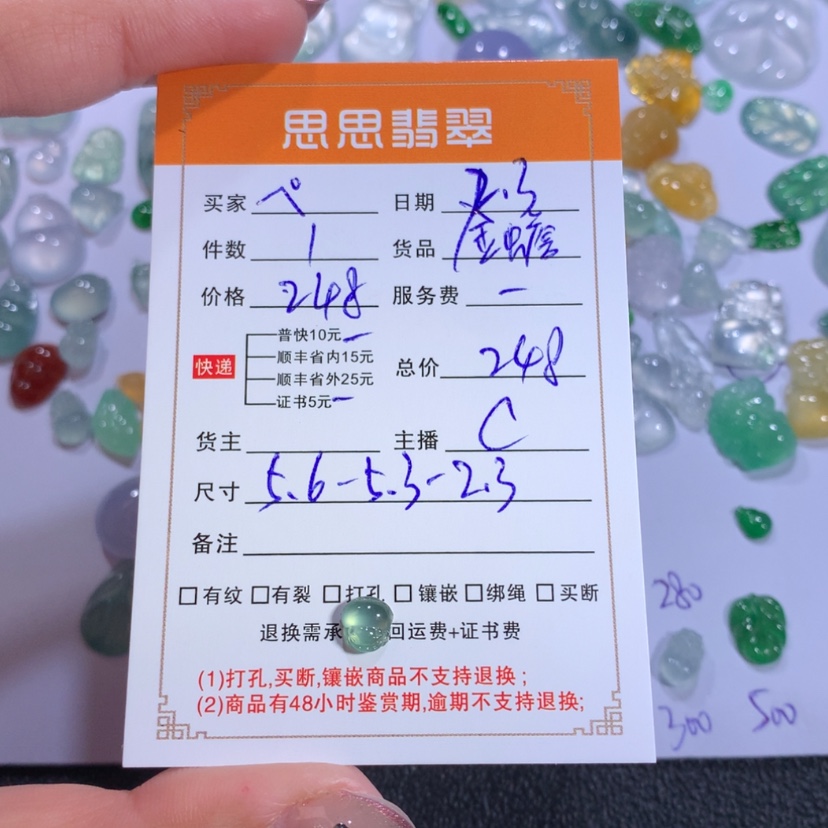 思思翡翠
买家 ペ 日期
件数 1 货品 金蟾
价格 248 服务费 一
快递
普快10元
顺丰省内15元
顺丰省外25元
证书5元
总价 248
货主 主播 C
尺寸 5.6-5.3-2.3
备注
□有纹 □有裂 □打孔 □镶嵌 □绑绳 □买断
退换需承 回运费+证书费
(1)打孔,买断,镶嵌商品不支持退换;
(2)商品有48小时鉴赏期,逾期不支持退换;
280
300
500